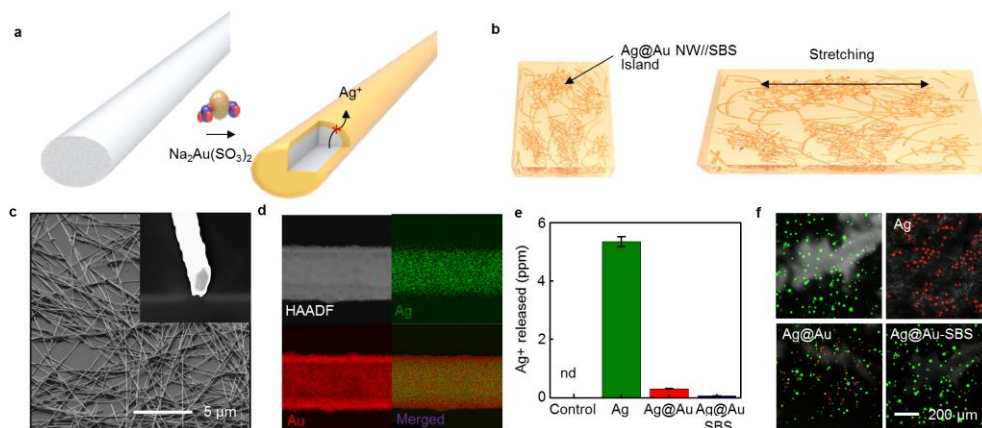 a
Ag⁺
Na₂Au(SO₃)₂
b
Ag@Au NW//SBS
Island
Stretching
c
5 µm
d
HAADF
Ag
Au
Merged
e
Ag+ released (ppm)
6
4
2
0
nd
Control
Ag
Ag@Au
Ag@Au
SBS
f
Ag
Ag@Au
Ag@Au-SBS
200 µm